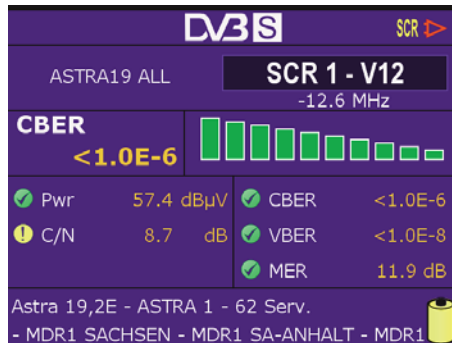 DVB S SCR
ASTRA19 ALL
SCR 1 - V12
-12.6 MHz
CBER
<1.0E-6
Pwr 57.4 dBµV
CBER <1.0E-6
! C/N 8.7 dB
VBER <1.0E-8
MER 11.9 dB
Astra 19,2E - ASTRA 1 - 62 Serv.
- MDR1 SACHSEN - MDR1 SA-ANHALT - MDR1